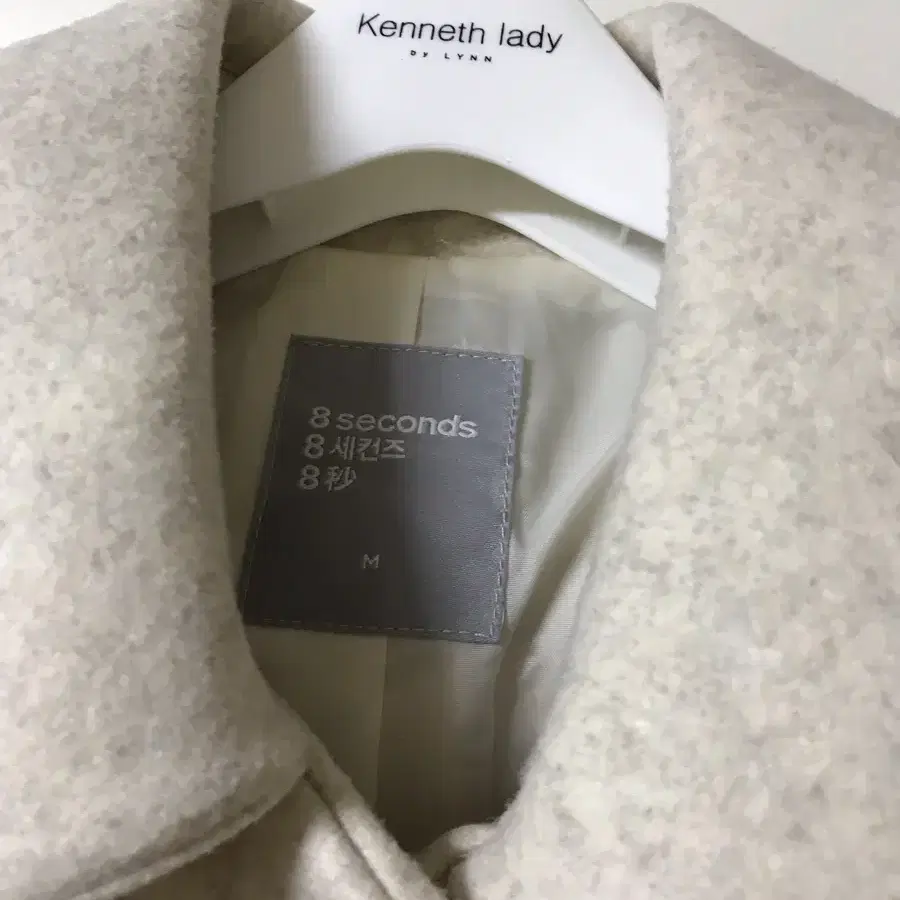 Kenneth lady
by LYNN
8 seconds
8 세컨즈
8 秒
M